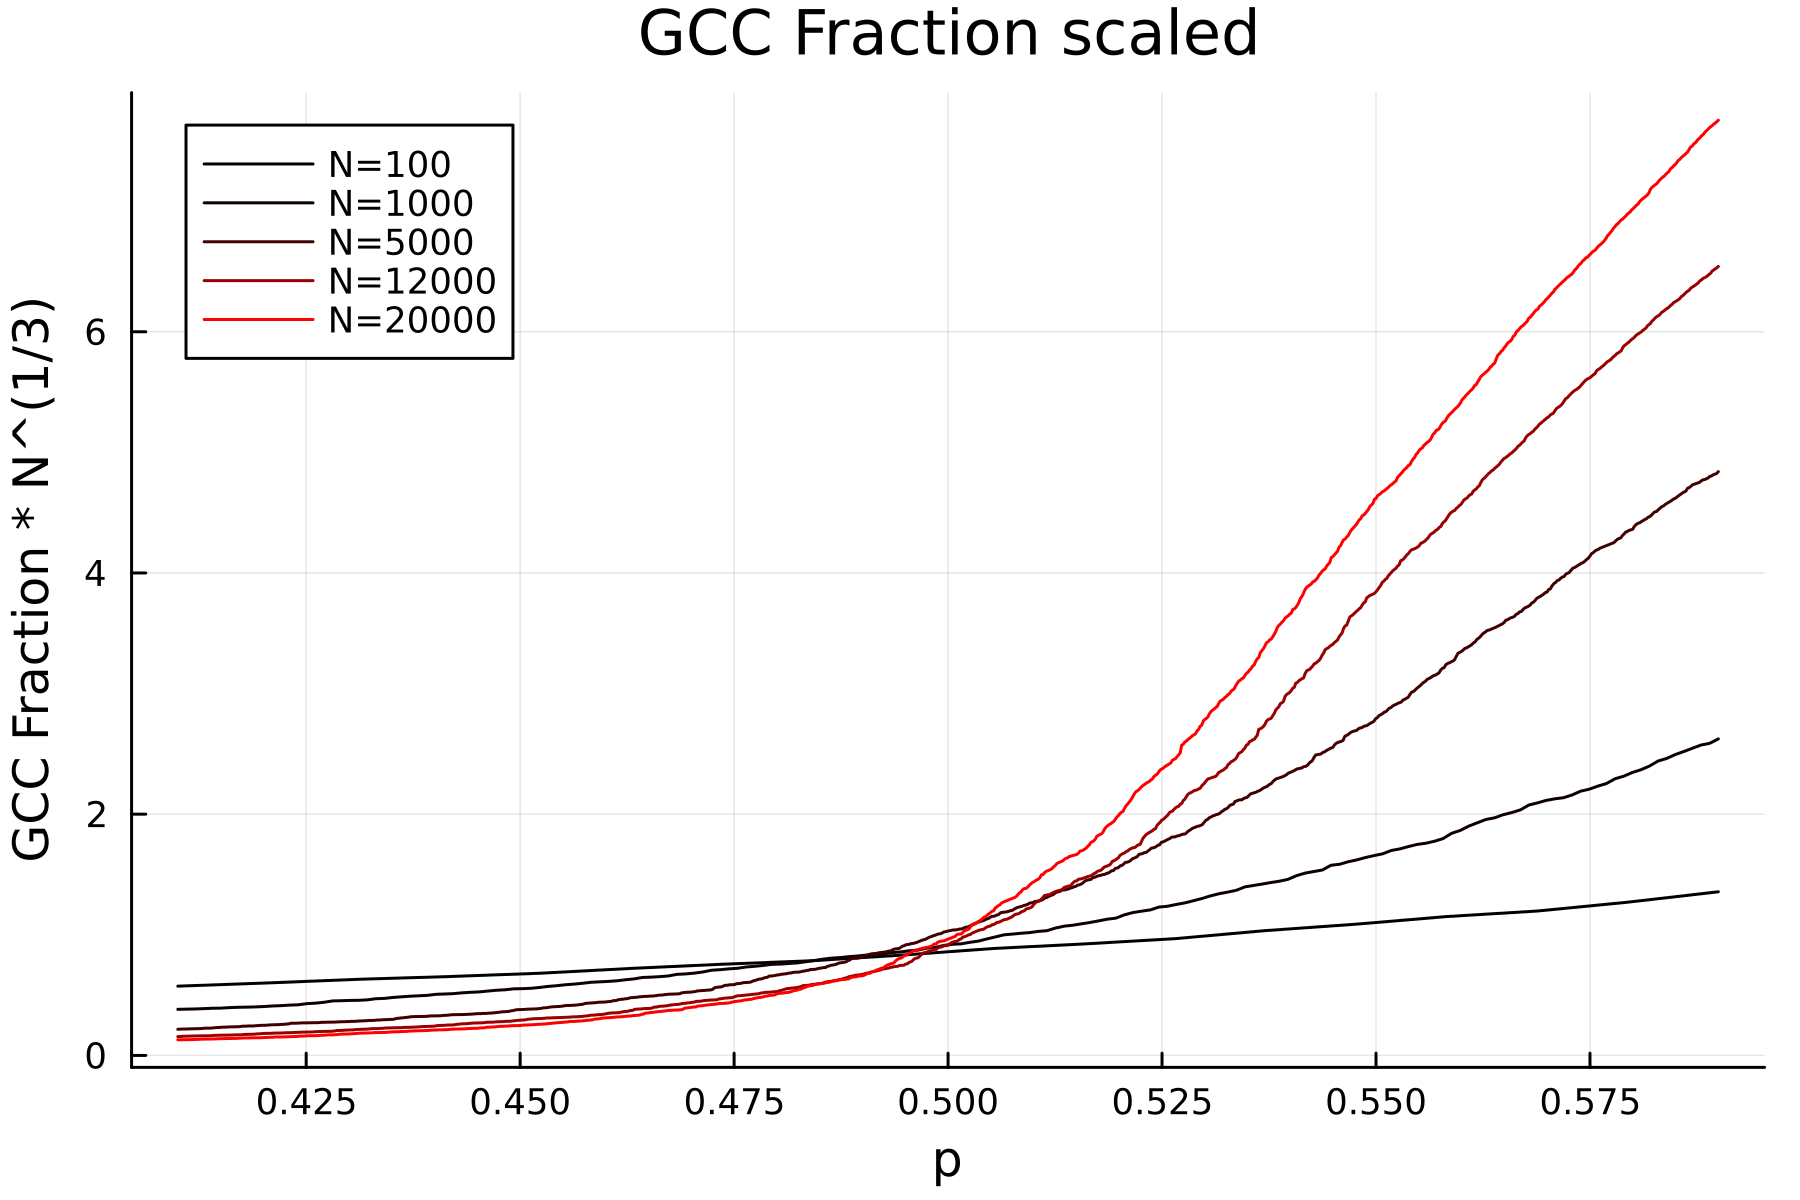 GCC Fraction scaled
GCC Fraction * N^(1/3)
N=100
N=1000
N=5000
N=12000
N=20000
6
4
2
0
0.425 0.450 0.475 0.500 0.525 0.550 0.575
p